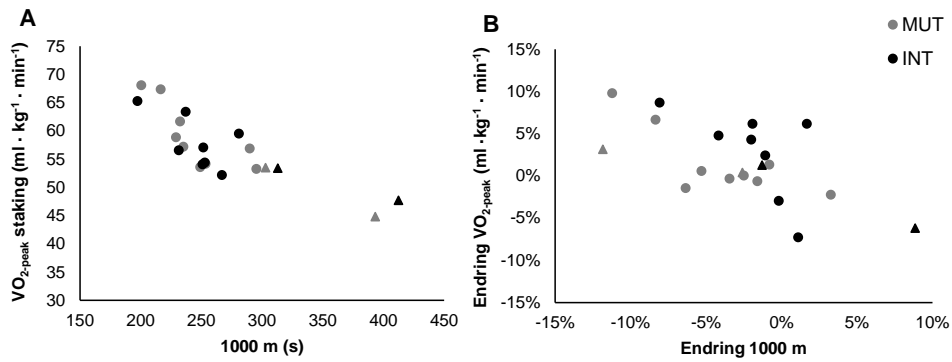 A
VO2-peak staking (ml · kg-1 · min-1)
75
70
65
60
55
50
45
40
35
30
150 200 250 300 350 400 450
1000 m (s)
B
Endring VO2-peak (ml · kg-1 · min-1)
15%
10%
5%
0%
-5%
-10%
-15%
-15% -10% -5% 0% 5% 10%
Endring 1000 m
MUT
INT